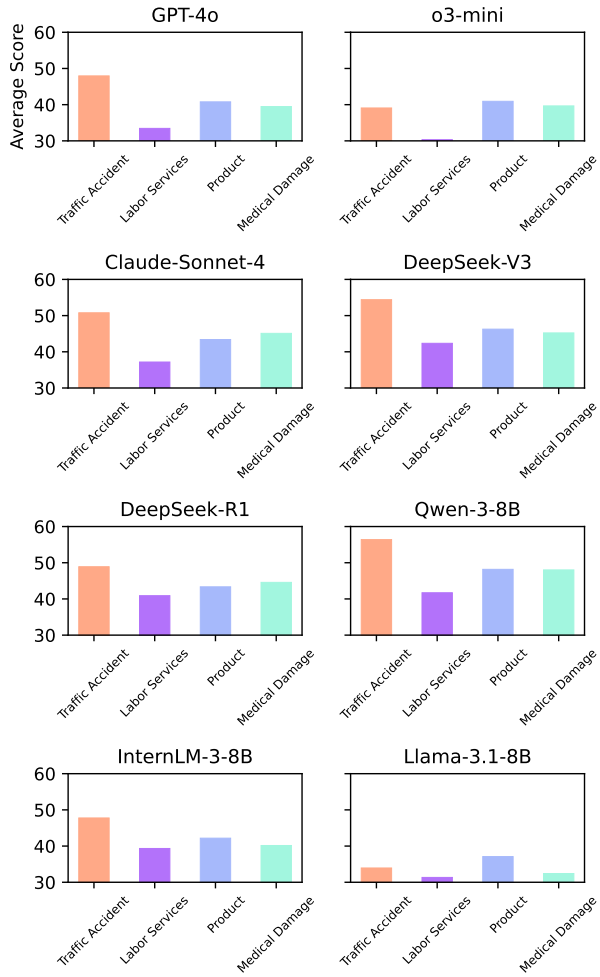 GPT-4o
o3-mini
Average Score
60
50
40
30
Traffic Accident
Labor Services
Product
Medical Damage
Traffic Accident
Labor Services
Product
Medical Damage
Claude-Sonnet-4
DeepSeek-V3
60
50
40
30
Traffic Accident
Labor Services
Product
Medical Damage
Traffic Accident
Labor Services
Product
Medical Damage
DeepSeek-R1
Qwen-3-8B
60
50
40
30
Traffic Accident
Labor Services
Product
Medical Damage
Traffic Accident
Labor Services
Product
Medical Damage
InternLM-3-8B
Llama-3.1-8B
60
50
40
30
Traffic Accident
Labor Services
Product
Medical Damage
Traffic Accident
Labor Services
Product
Medical Damage